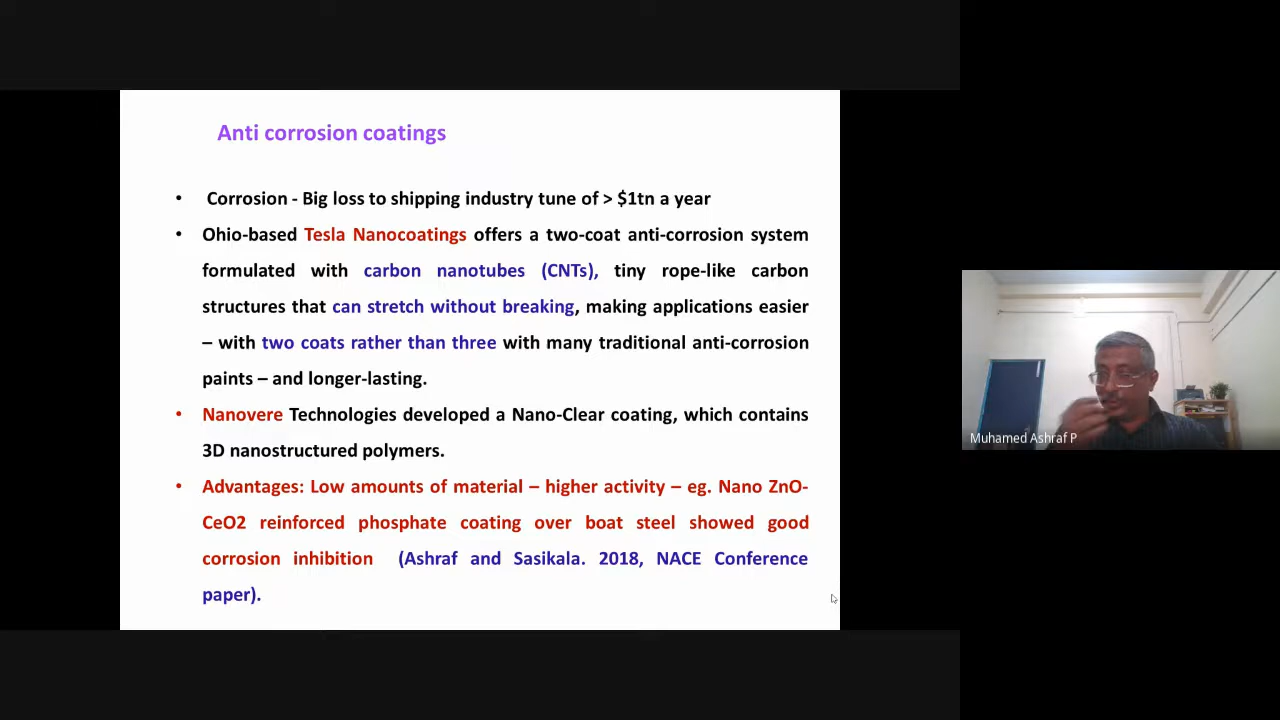 Anti corrosion coatings
• Corrosion - Big loss to shipping industry tune of > $1tn a year
• Ohio-based Tesla Nanocoatings offers a two-coat anti-corrosion system
formulated with carbon nanotubes (CNTs), tiny rope-like carbon
structures that can stretch without breaking, making applications easier
– with two coats rather than three with many traditional anti-corrosion
paints – and longer-lasting.
• Nanovere Technologies developed a Nano-Clear coating, which contains
3D nanostructured polymers.
• Advantages: Low amounts of material – higher activity – eg. Nano ZnO-
CeO2 reinforced phosphate coating over boat steel showed good
corrosion inhibition (Ashraf and Sasikala. 2018, NACE Conference
paper).
Muhamed Ashraf P